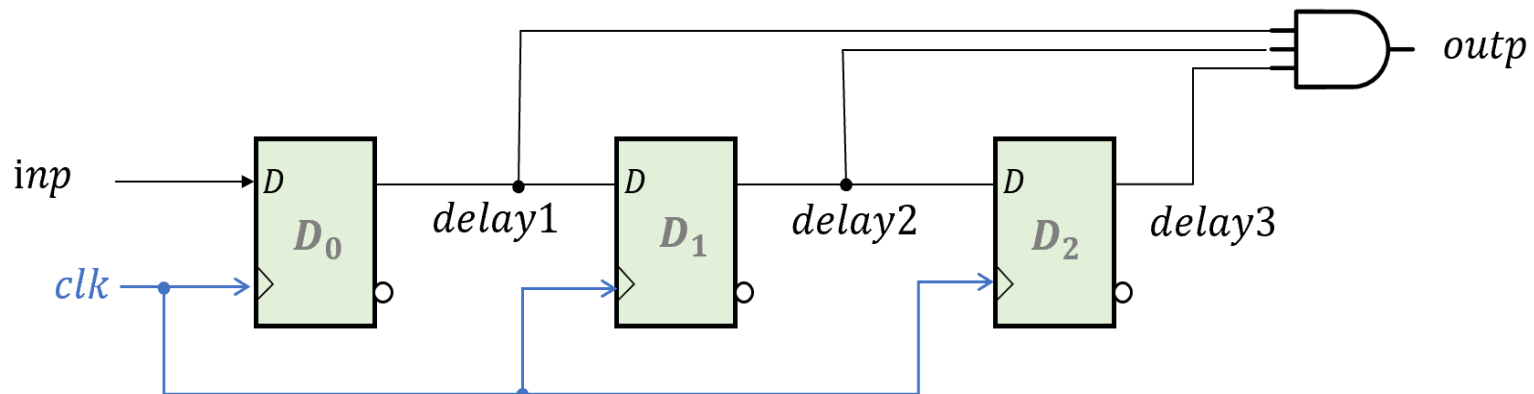 outp
inp
D
D
D
D₀
delay1
D₁
delay2
D₂
delay3
clk